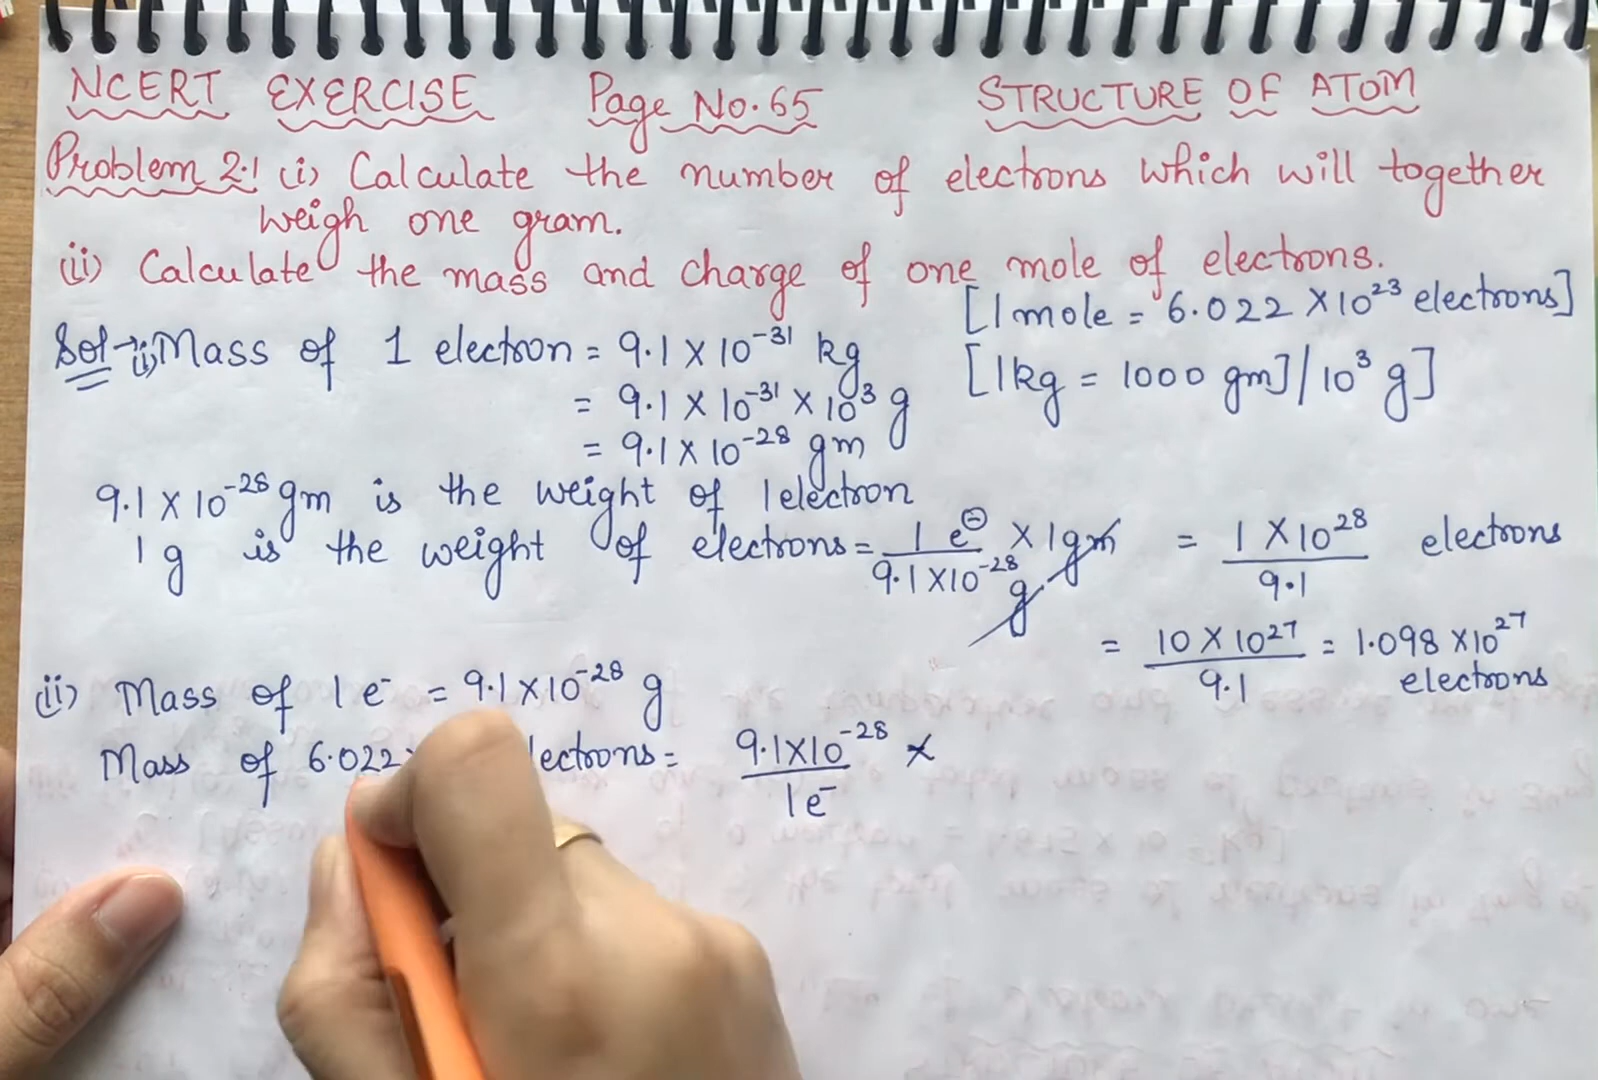 NCERT EXERCISE Page No.65 STRUCTURE OF ATOM
Problem 2.1 (i) Calculate the number of electrons which will together
weigh one gram.
(ii) Calculate the mass and charge of one mole of electrons.
[1 mole = 6.022 × 10²³ electrons]
Sol → (i) Mass of 1 electron = 9.1 × 10⁻³¹ kg
[1kg = 1000 gm] / 10³ g]
= 9.1 × 10⁻³¹ × 10³ g
= 9.1 × 10⁻²⁸ gm
9.1 × 10⁻²⁸ gm is the weight of 1 electron
1 g is the weight of electrons = 1 e⊖ / 9.1×10⁻²⁸ g × 1gm = 1 × 10²⁸ / 9.1 electrons
= 10 × 10²⁷ / 9.1 = 1.098 × 10²⁷
electrons
(ii) Mass of 1 e⁻ = 9.1 × 10⁻²⁸ g
Mass of 6.022 = 9.1×10⁻²⁸ / 1e⁻ ×